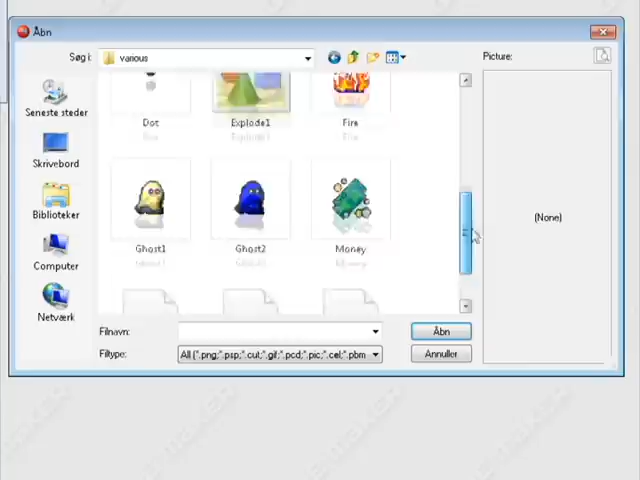 Åbn
Søg i: various
Picture:
Seneste steder
Skrivebord
Biblioteker
Computer
Netværk
Dot Explode1 Fire
Ghost1 Ghost2 Money
(None)
Filnavn: Åbn
Filtype: All (*.png;*.psp;*.cut;*.gif;*.pcd;*.pic;*.cel;*.pbm Annuller